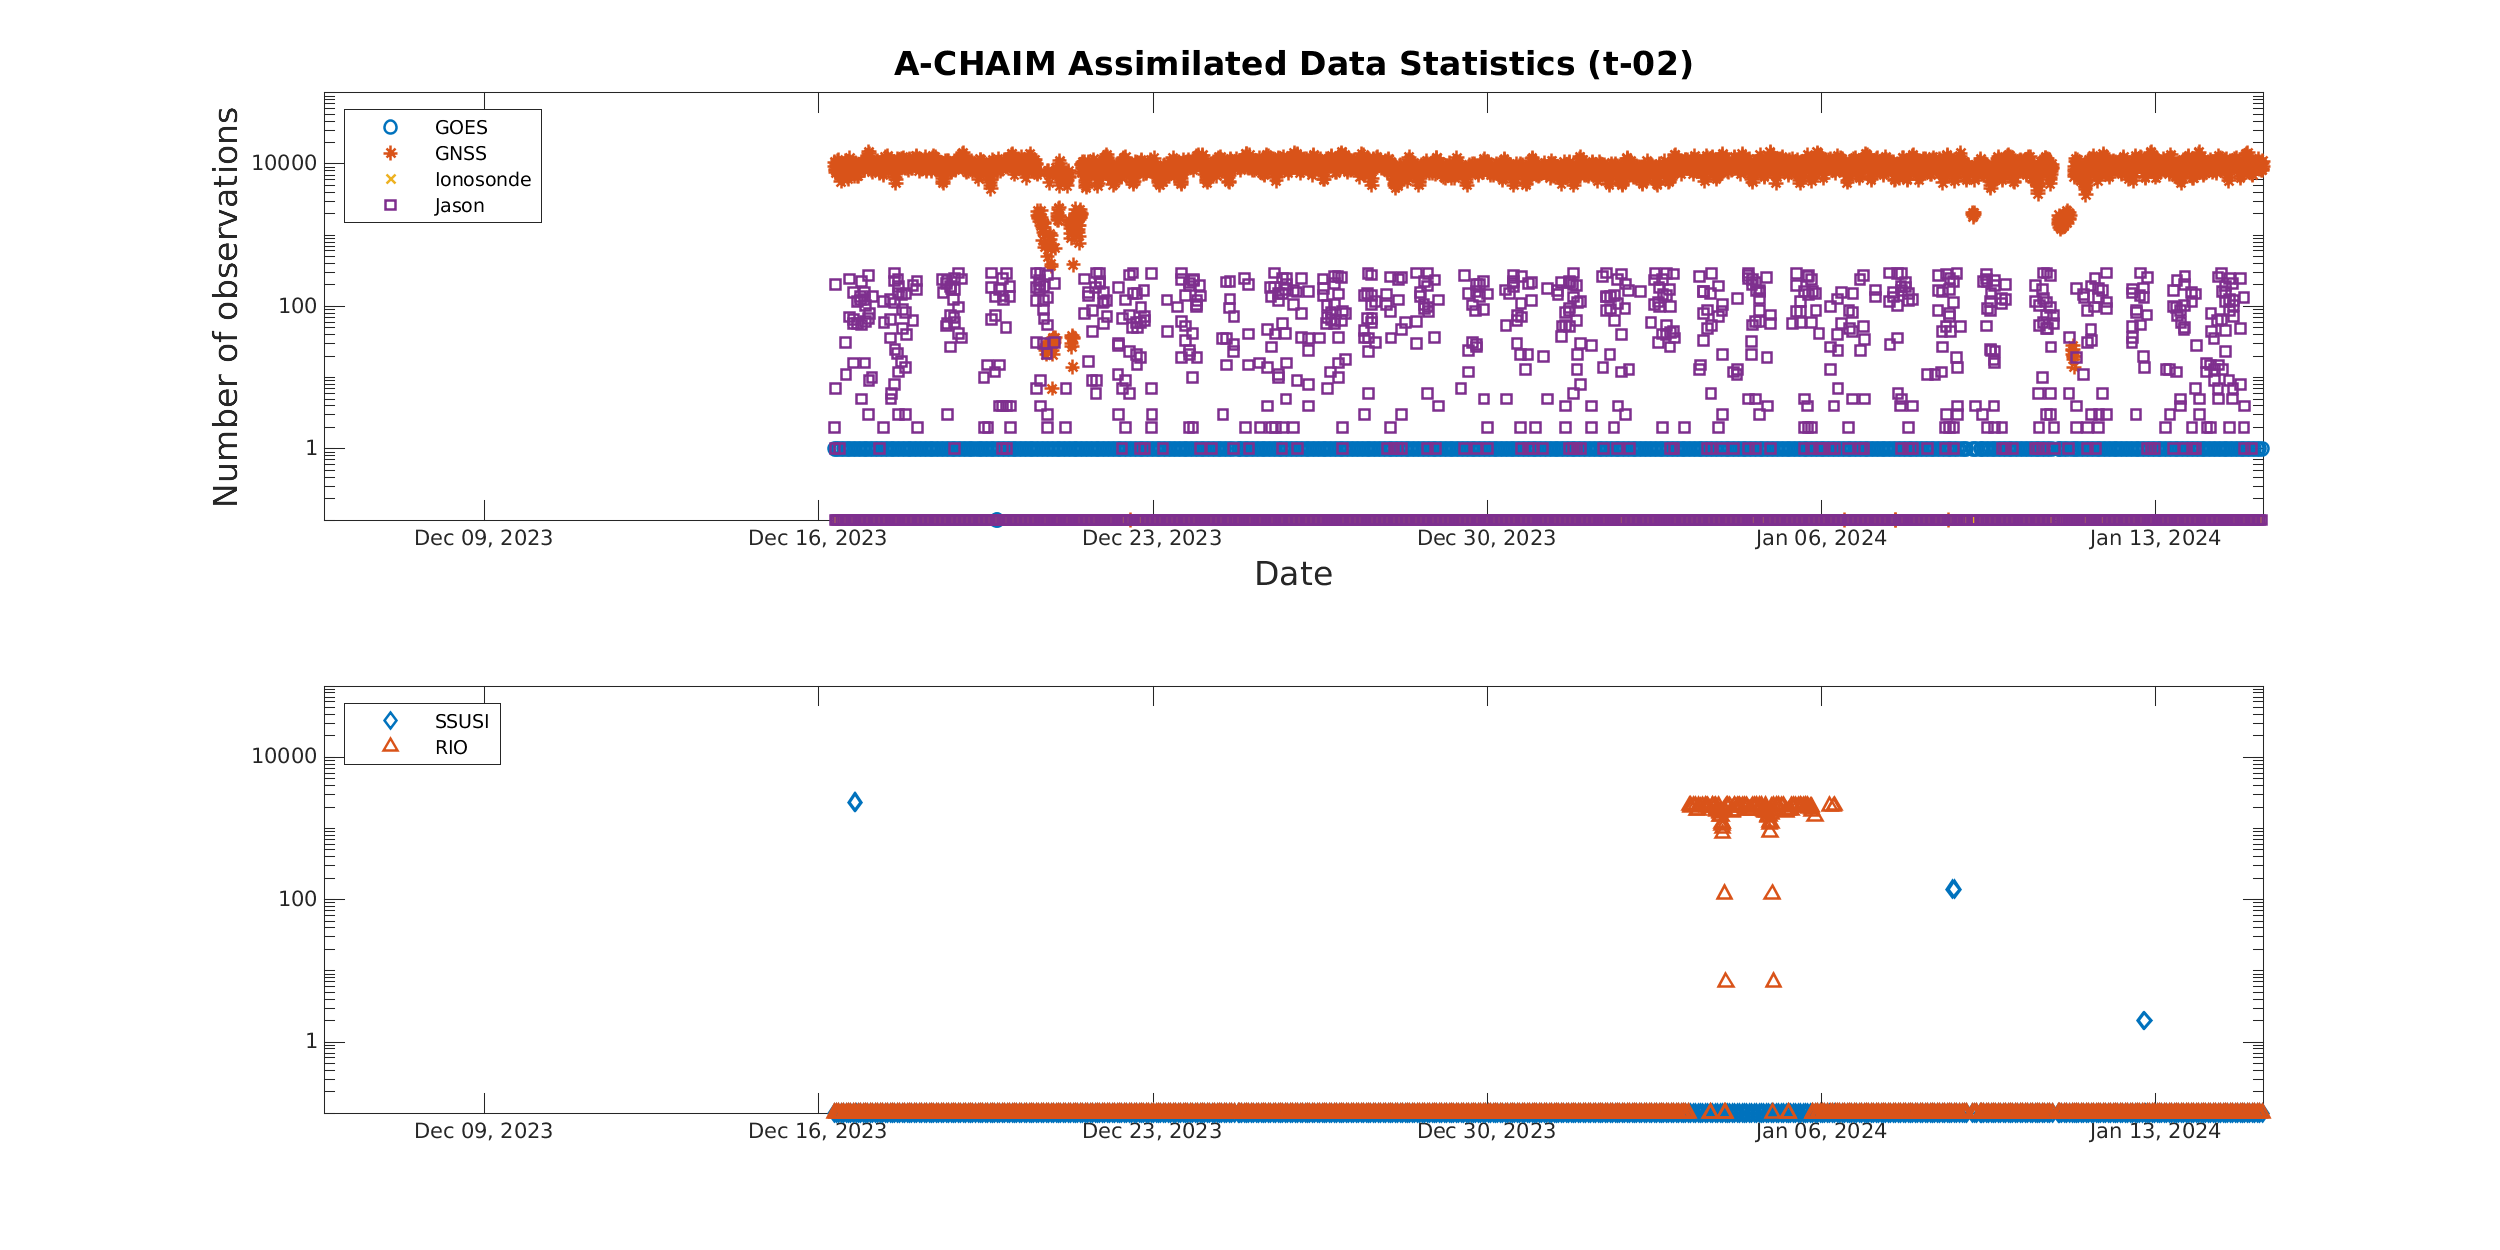 A-CHAIM Assimilated Data Statistics (t-02)
Number of observations
10000
100
1
GOES
GNSS
Ionosonde
Jason
Dec 09, 2023
Dec 16, 2023
Dec 23, 2023
Dec 30, 2023
Jan 06, 2024
Jan 13, 2024
Date
10000
100
1
SSUSI
RIO
Dec 09, 2023
Dec 16, 2023
Dec 23, 2023
Dec 30, 2023
Jan 06, 2024
Jan 13, 2024